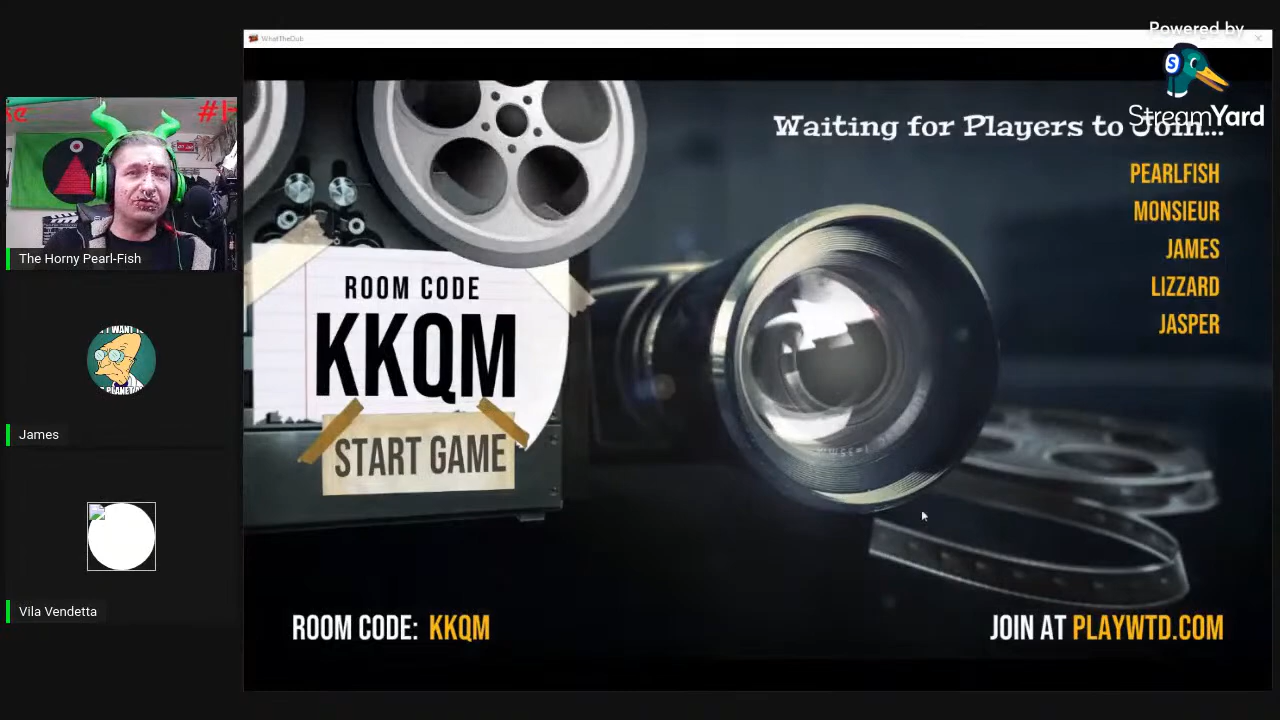 WhatTheDub
Powered by
StreamYard
Waiting for Players to Join...
PEARLFISH
MONSIEUR
JAMES
LIZZARD
JASPER
ROOM CODE
KKQM
START GAME
ROOM CODE: KKQM
JOIN AT PLAYWTD.COM
#H
The Horny Pearl-Fish
James
Vila Vendetta